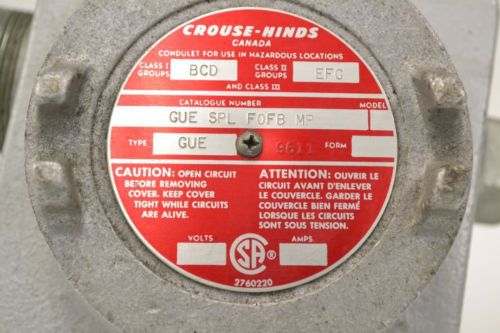 CROUSE-HINDS
CANADA
CONDULET FOR USE IN HAZARDOUS LOCATIONS
CLASS I GROUPS BCD CLASS II GROUPS EFG
AND CLASS III
CATALOGUE NUMBER MODEL
GUE SPL FOFB MP
TYPE GUE 9611 FORM
CAUTION: OPEN CIRCUIT
BEFORE REMOVING
COVER. KEEP COVER
TIGHT WHILE CIRCUITS
ARE ALIVE.
ATTENTION: OUVRIR LE
CIRCUIT AVANT D'ENLEVER
LE COUVERCLE. GARDER LE
COUVERCLE BIEN FERMÉ
LORSQUE LES CIRCUITS
SONT SOUS TENSION.
VOLTS AMPS.
CSA
2760220